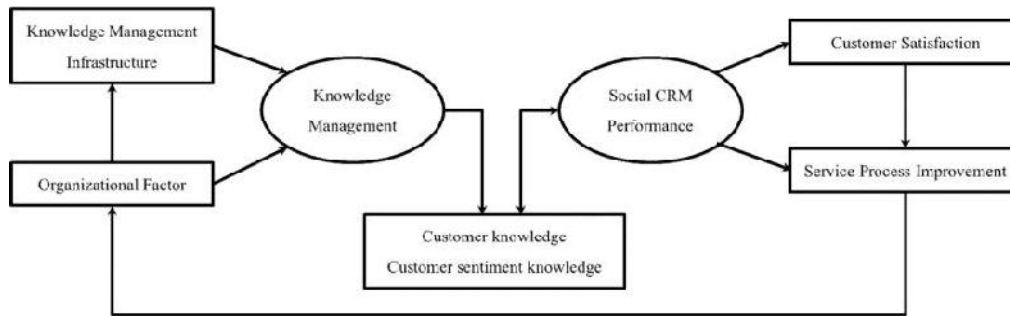 Knowledge Management
Infrastructure
Customer Satisfaction
Knowledge
Management
Social CRM
Performance
Organizational Factor
Service Process Improvement
Customer knowledge
Customer sentiment knowledge